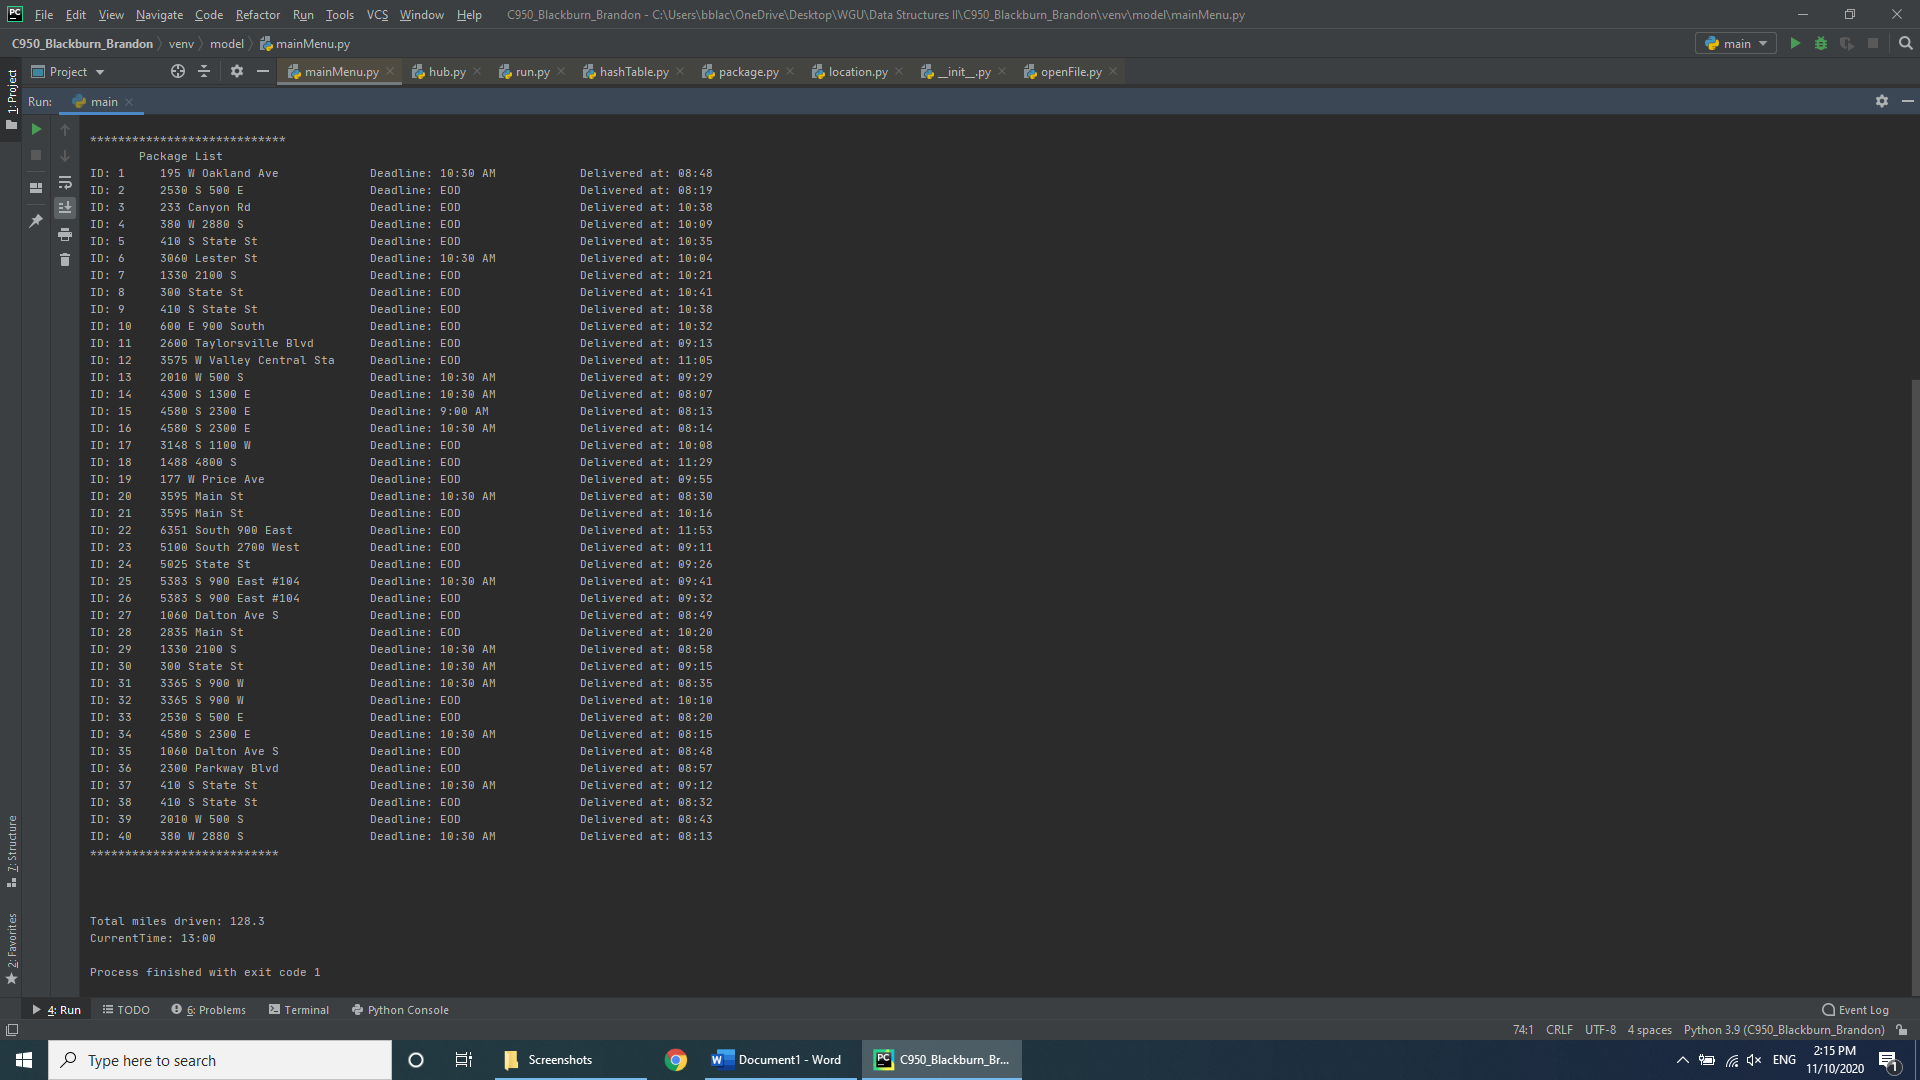 PC File Edit View Navigate Code Refactor Run Tools VCS Window Help C950_Blackburn_Brandon - C:\Users\bblac\OneDrive\Desktop\WGU\Data Structures II\C950_Blackburn_Brandon\venv\model\mainMenu.py
C950_Blackburn_Brandon venv model mainMenu.py main
1: Project
Project mainMenu.py hub.py run.py hashTable.py package.py location.py __init__.py openFile.py
Run: main
****************************
Package List
ID: 1 195 W Oakland Ave Deadline: 10:30 AM Delivered at: 08:48
ID: 2 2530 S 500 E Deadline: EOD Delivered at: 08:19
ID: 3 233 Canyon Rd Deadline: EOD Delivered at: 10:38
ID: 4 380 W 2880 S Deadline: EOD Delivered at: 10:09
ID: 5 410 S State St Deadline: EOD Delivered at: 10:35
ID: 6 3060 Lester St Deadline: 10:30 AM Delivered at: 10:04
ID: 7 1330 2100 S Deadline: EOD Delivered at: 10:21
ID: 8 300 State St Deadline: EOD Delivered at: 10:41
ID: 9 410 S State St Deadline: EOD Delivered at: 10:38
ID: 10 600 E 900 South Deadline: EOD Delivered at: 10:32
ID: 11 2600 Taylorsville Blvd Deadline: EOD Delivered at: 09:13
ID: 12 3575 W Valley Central Sta Deadline: EOD Delivered at: 11:05
ID: 13 2010 W 500 S Deadline: 10:30 AM Delivered at: 09:29
ID: 14 4300 S 1300 E Deadline: 10:30 AM Delivered at: 08:07
ID: 15 4580 S 2300 E Deadline: 9:00 AM Delivered at: 08:13
ID: 16 4580 S 2300 E Deadline: 10:30 AM Delivered at: 08:14
ID: 17 3148 S 1100 W Deadline: EOD Delivered at: 10:08
ID: 18 1488 4800 S Deadline: EOD Delivered at: 11:29
ID: 19 177 W Price Ave Deadline: EOD Delivered at: 09:55
ID: 20 3595 Main St Deadline: 10:30 AM Delivered at: 08:30
ID: 21 3595 Main St Deadline: EOD Delivered at: 10:16
ID: 22 6351 South 900 East Deadline: EOD Delivered at: 11:53
ID: 23 5100 South 2700 West Deadline: EOD Delivered at: 09:11
ID: 24 5025 State St Deadline: EOD Delivered at: 09:26
ID: 25 5383 S 900 East #104 Deadline: 10:30 AM Delivered at: 09:41
ID: 26 5383 S 900 East #104 Deadline: EOD Delivered at: 09:32
ID: 27 1060 Dalton Ave S Deadline: EOD Delivered at: 08:49
ID: 28 2835 Main St Deadline: EOD Delivered at: 10:20
ID: 29 1330 2100 S Deadline: 10:30 AM Delivered at: 08:58
ID: 30 300 State St Deadline: 10:30 AM Delivered at: 09:15
ID: 31 3365 S 900 W Deadline: 10:30 AM Delivered at: 08:35
ID: 32 3365 S 900 W Deadline: EOD Delivered at: 10:10
ID: 33 2530 S 500 E Deadline: EOD Delivered at: 08:20
ID: 34 4580 S 2300 E Deadline: 10:30 AM Delivered at: 08:15
ID: 35 1060 Dalton Ave S Deadline: EOD Delivered at: 08:48
ID: 36 2300 Parkway Blvd Deadline: EOD Delivered at: 08:57
ID: 37 410 S State St Deadline: 10:30 AM Delivered at: 09:12
ID: 38 410 S State St Deadline: EOD Delivered at: 08:32
ID: 39 2010 W 500 S Deadline: EOD Delivered at: 08:43
ID: 40 380 W 2880 S Deadline: 10:30 AM Delivered at: 08:13
***************************
7: Structure
2: Favorites
Total miles driven: 128.3
CurrentTime: 13:00
Process finished with exit code 1
4: Run TODO 6: Problems Terminal Python Console Event Log
74:1 CRLF UTF-8 4 spaces Python 3.9 (C950_Blackburn_Brandon)
Type here to search Screenshots Document1 - Word PC C950_Blackburn_Br... ENG 2:15 PM
11/10/2020 1